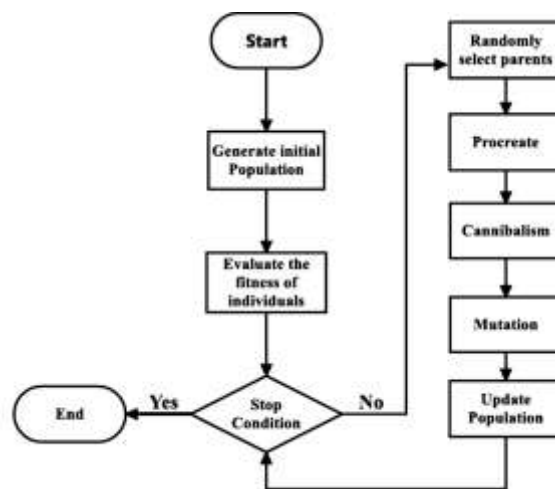 Start
Generate initial
Population
Evaluate the
fitness of
individuals
Stop
Condition
Yes
No
End
Randomly
select parents
Procreate
Cannibalism
Mutation
Update
Population